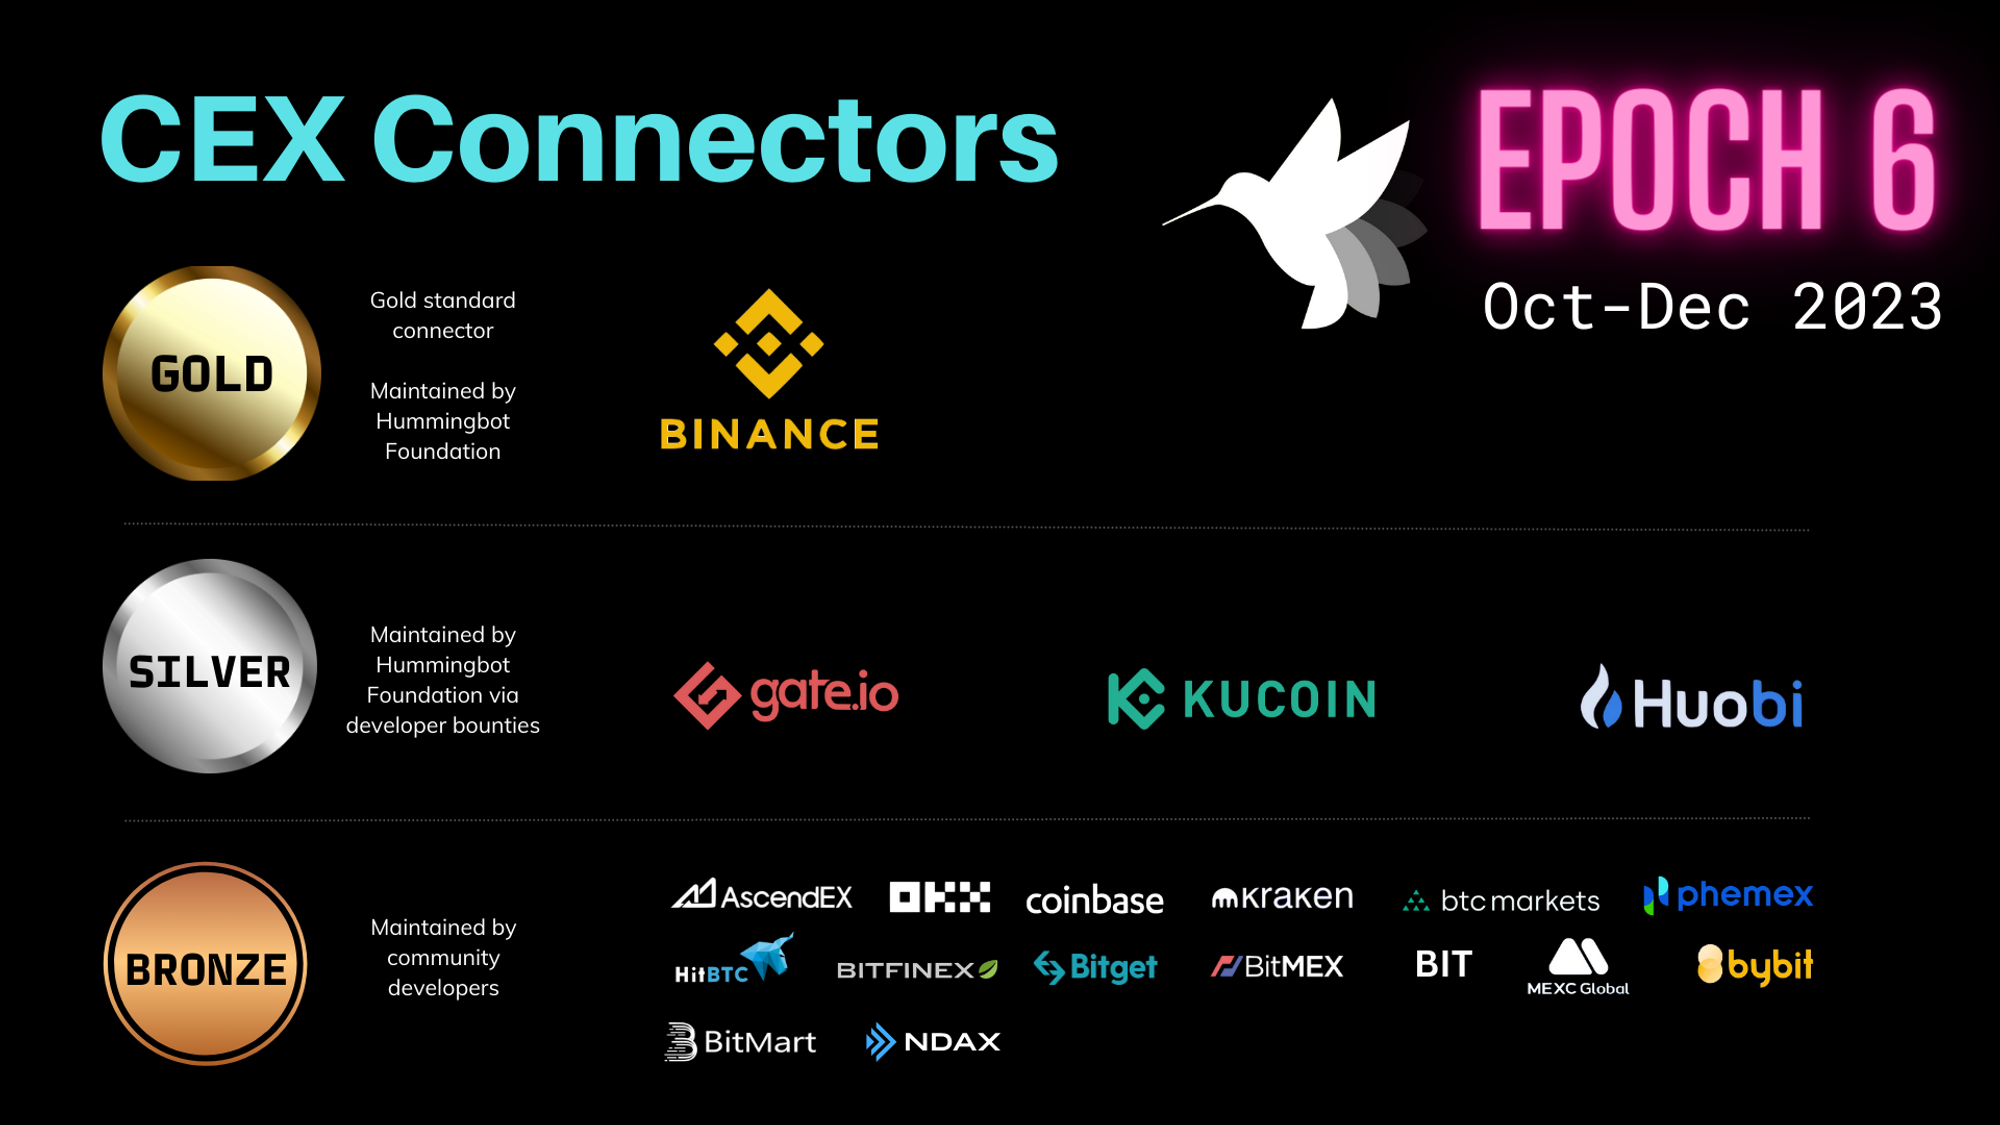 CEX Connectors
EPOCH 6
Oct-Dec 2023
GOLD
Gold standard
connector
Maintained by
Hummingbot
Foundation
BINANCE
SILVER
Maintained by
Hummingbot
Foundation via
developer bounties
gate.io
KUCOIN
Huobi
BRONZE
Maintained by
community
developers
AscendEX
OKX
coinbase
kraken
btcmarkets
phemex
HitBTC
BITFINEX
Bitget
BitMEX
BIT
MEXC Global
bybit
BitMart
NDAX